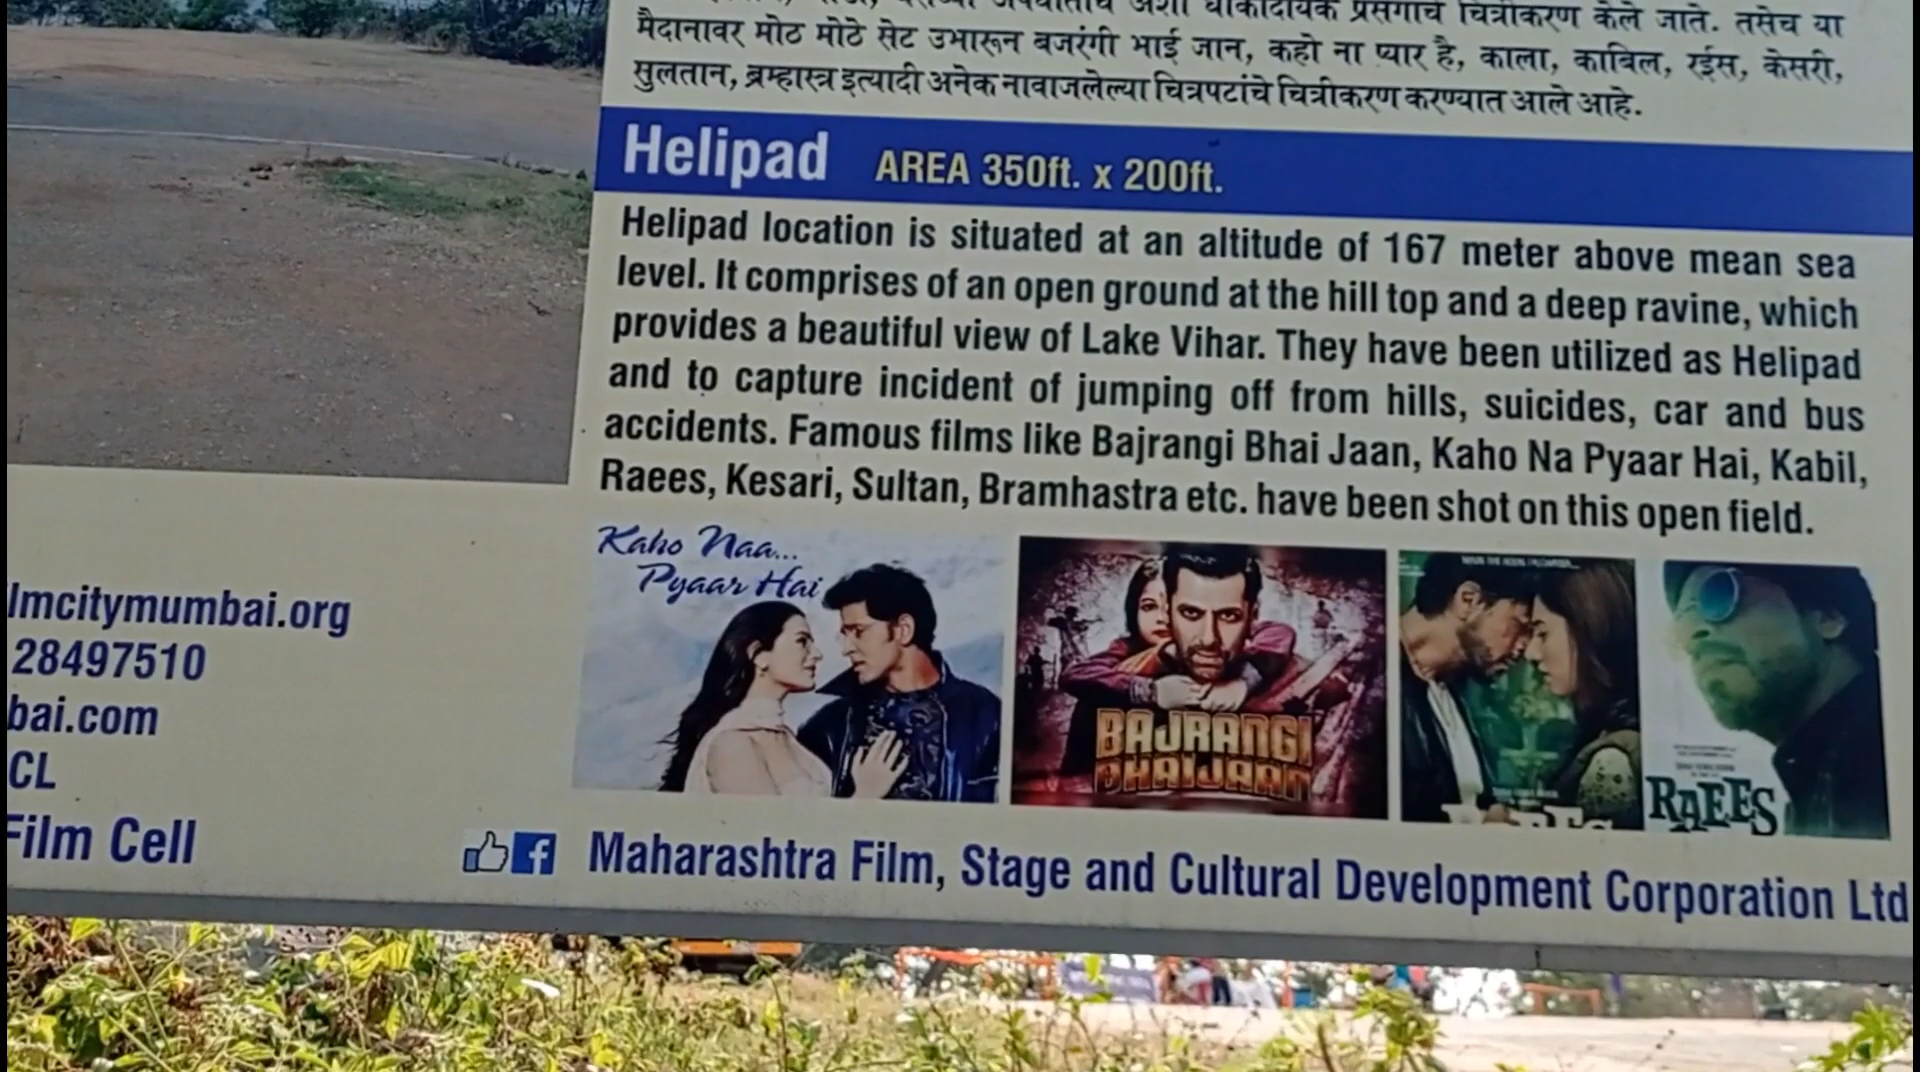 अशा धोकादायक प्रसंगाचे चित्रीकरण केले जाते. तसेच या
मैदानावर मोठ मोठे सेट उभारून बजरंगी भाई जान, कहो ना प्यार है, काला, काबिल, रईस, केसरी,
सुलतान, ब्रम्हास्त्र इत्यादी अनेक नावाजलेल्या चित्रपटांचे चित्रीकरण करण्यात आले आहे.
Helipad AREA 350ft. x 200ft.
Helipad location is situated at an altitude of 167 meter above mean sea
level. It comprises of an open ground at the hill top and a deep ravine, which
provides a beautiful view of Lake Vihar. They have been utilized as Helipad
and to capture incident of jumping off from hills, suicides, car and bus
accidents. Famous films like Bajrangi Bhai Jaan, Kaho Na Pyaar Hai, Kabil,
Raees, Kesari, Sultan, Bramhastra etc. have been shot on this open field.
Kaho Naa...
Pyaar Hai
BAJRANGI
BHAIJAAN
RAEES
lmcitymumbai.org
28497510
bai.com
CL
Film Cell
f Maharashtra Film, Stage and Cultural Development Corporation Ltd